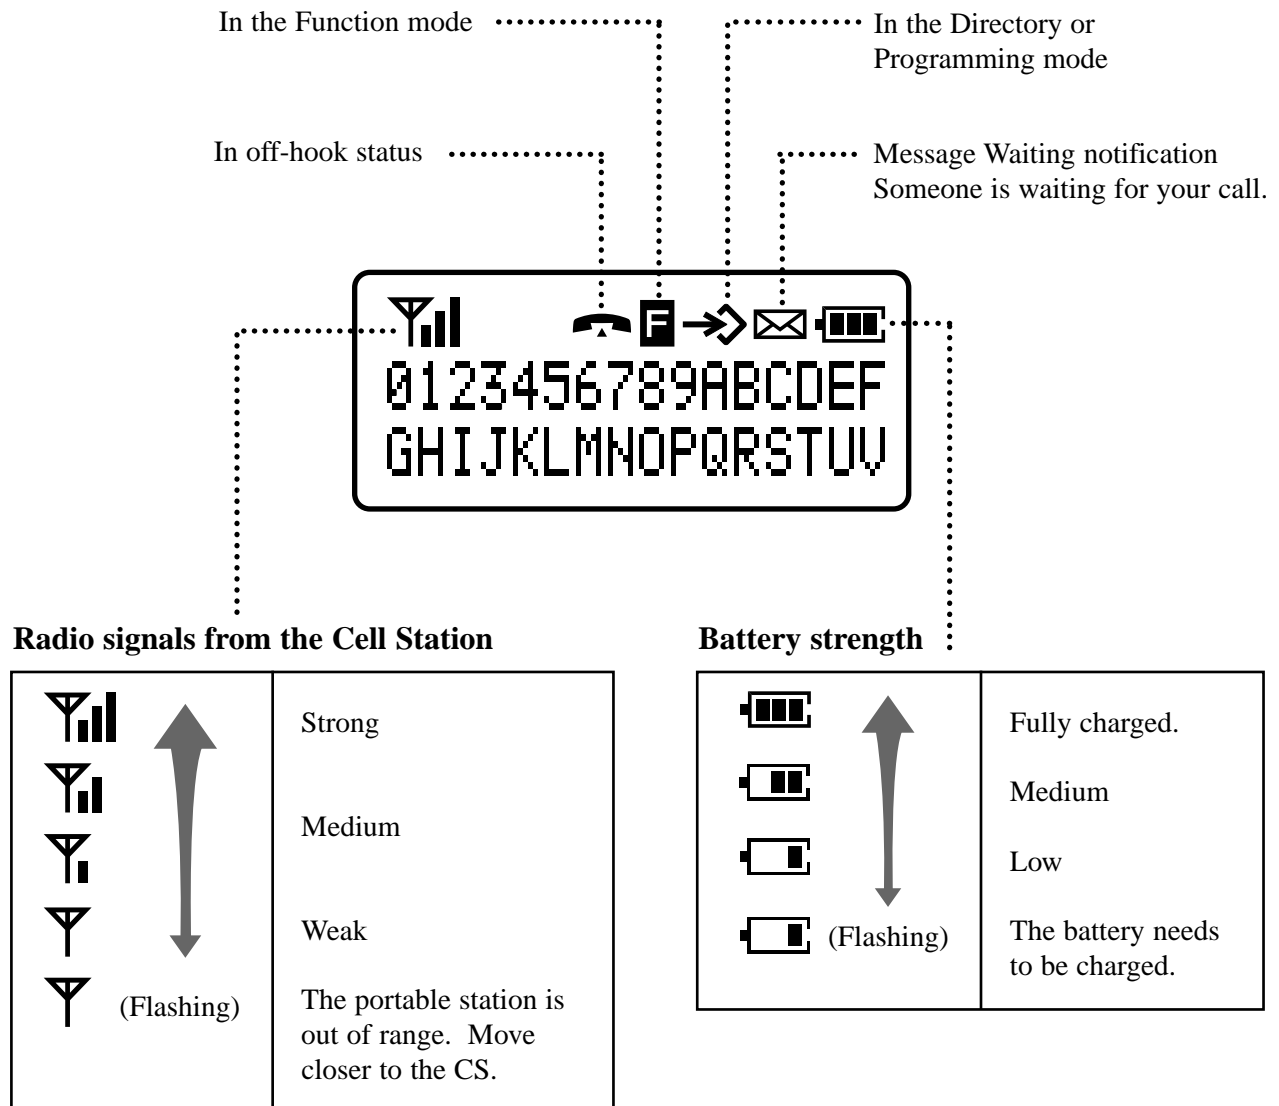 In the Function mode
In the Directory or
Programming mode
In off-hook status
Message Waiting notification
Someone is waiting for your call.
F
0123456789ABCDEF
GHIJKLMNOPQRSTUV
Radio signals from the Cell Station
Strong
Medium
Weak
(Flashing)
The portable station is
out of range.  Move
closer to the CS.
Battery strength
Fully charged.
Medium
Low
(Flashing)
The battery needs
to be charged.